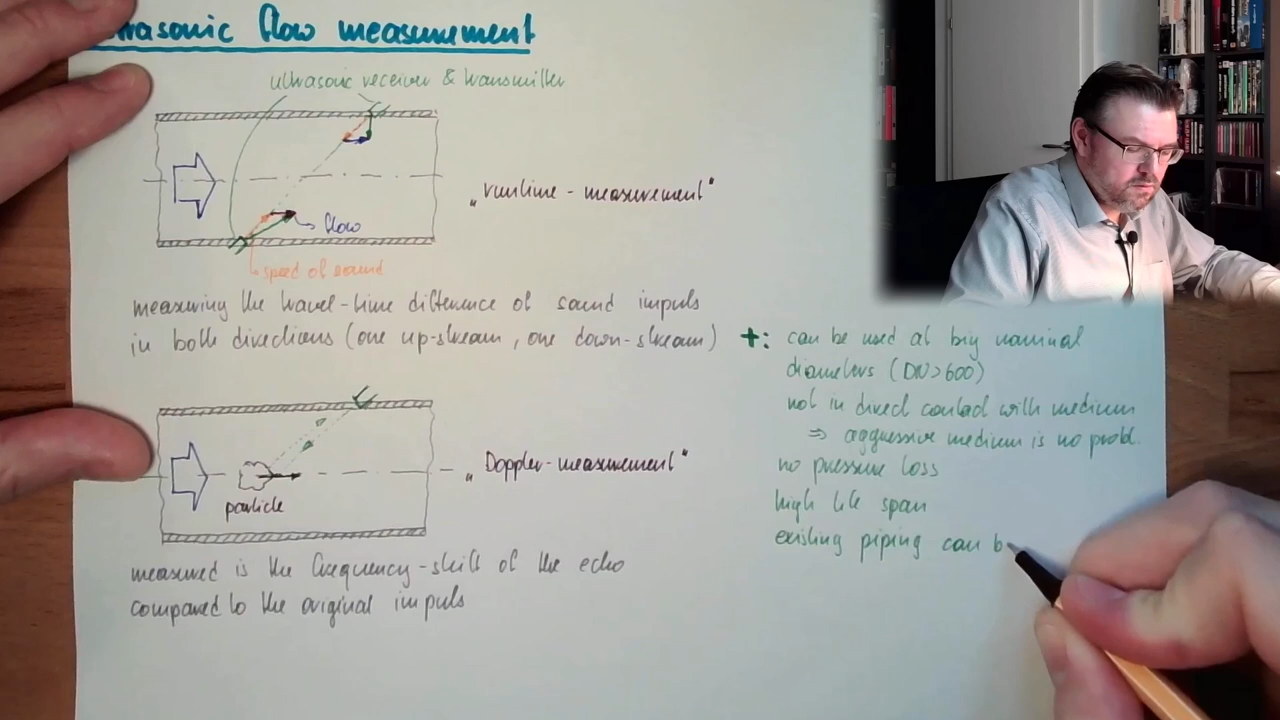 ultrasonic flow measurement
ultrasonic receiver & transmitter
"runtime-measurement"
flow
speed of sound
measuring the travel-time difference of sound impuls
in both directions (one up-stream, one down-stream)
"Doppler-measurement"
particle
measured is the frequency-shift of the echo
compared to the original impuls
+: can be used at big nominal
diameters (DN>600)
not in direct contact with medium
⇒ aggressive medium is no probl.
no pressure loss
high life span
existing piping can b